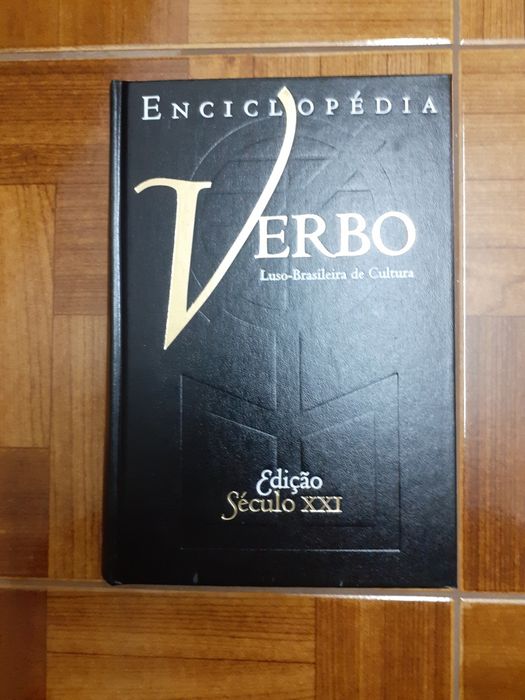 ENCICLOPÉDIA
VERBO
Luso-Brasileira de Cultura
Edição
Século XXI